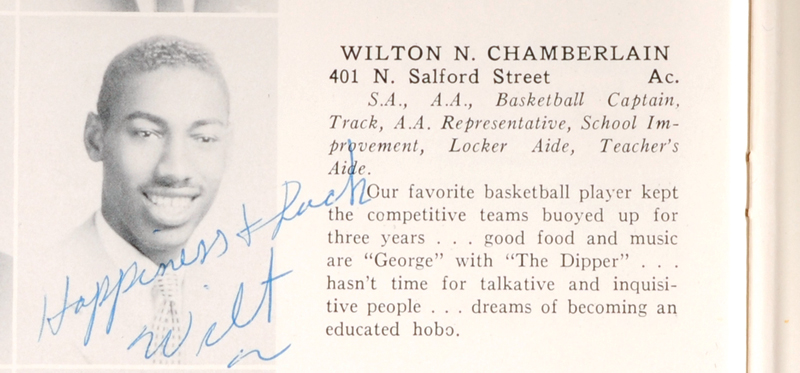 WILTON N. CHAMBERLAIN
401 N. Salford Street Ac.
S.A., A.A., Basketball Captain,
Track, A.A. Representative, School Im-
provement, Locker Aide, Teacher's
Aide.
Our favorite basketball player kept
the competitive teams buoyed up for
three years . . . good food and music
are "George" with "The Dipper" . . .
hasn't time for talkative and inquisi-
tive people . . . dreams of becoming an
educated hobo.
Happiness & Luck
Wilt